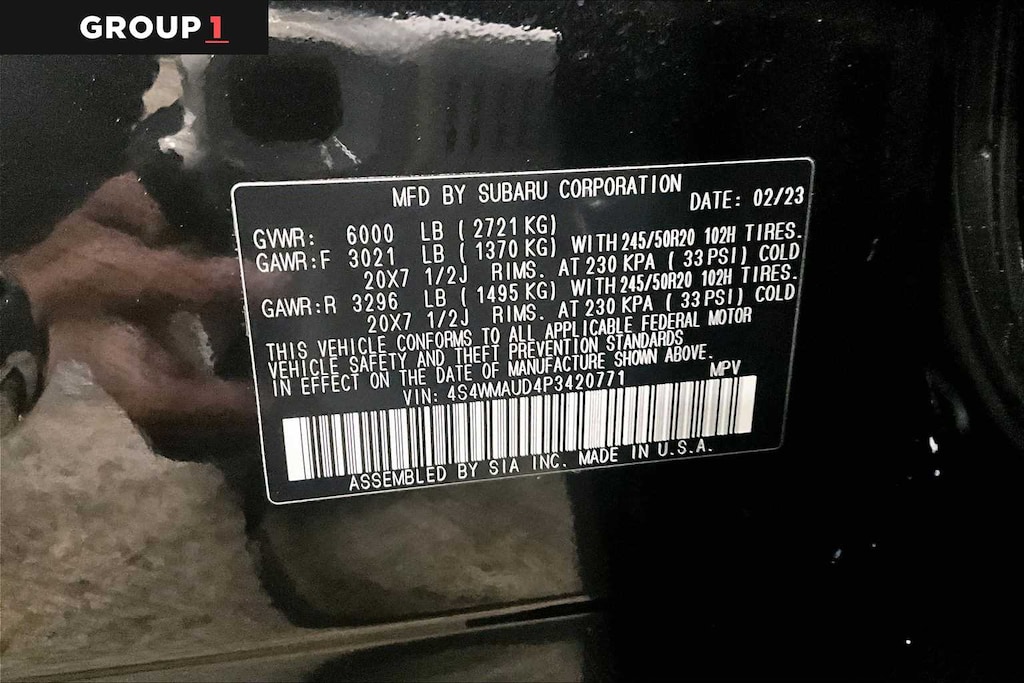 GROUP 1
MFD BY SUBARU CORPORATION DATE: 02/23
GVWR: 6000 LB ( 2721 KG)
GAWR:F 3021 LB ( 1370 KG) WITH 245/50R20 102H TIRES.
20X7 1/2J RIMS. AT 230 KPA ( 33 PSI) COLD
GAWR:R 3296 LB ( 1495 KG) WITH 245/50R20 102H TIRES.
20X7 1/2J RIMS. AT 230 KPA ( 33 PSI) COLD
THIS VEHICLE CONFORMS TO ALL APPLICABLE FEDERAL MOTOR
VEHICLE SAFETY AND THEFT PREVENTION STANDARDS
IN EFFECT ON THE DATE OF MANUFACTURE SHOWN ABOVE.
VIN: 4S4WMAUD4P3420771 MPV
ASSEMBLED BY SIA INC. MADE IN U.S.A.